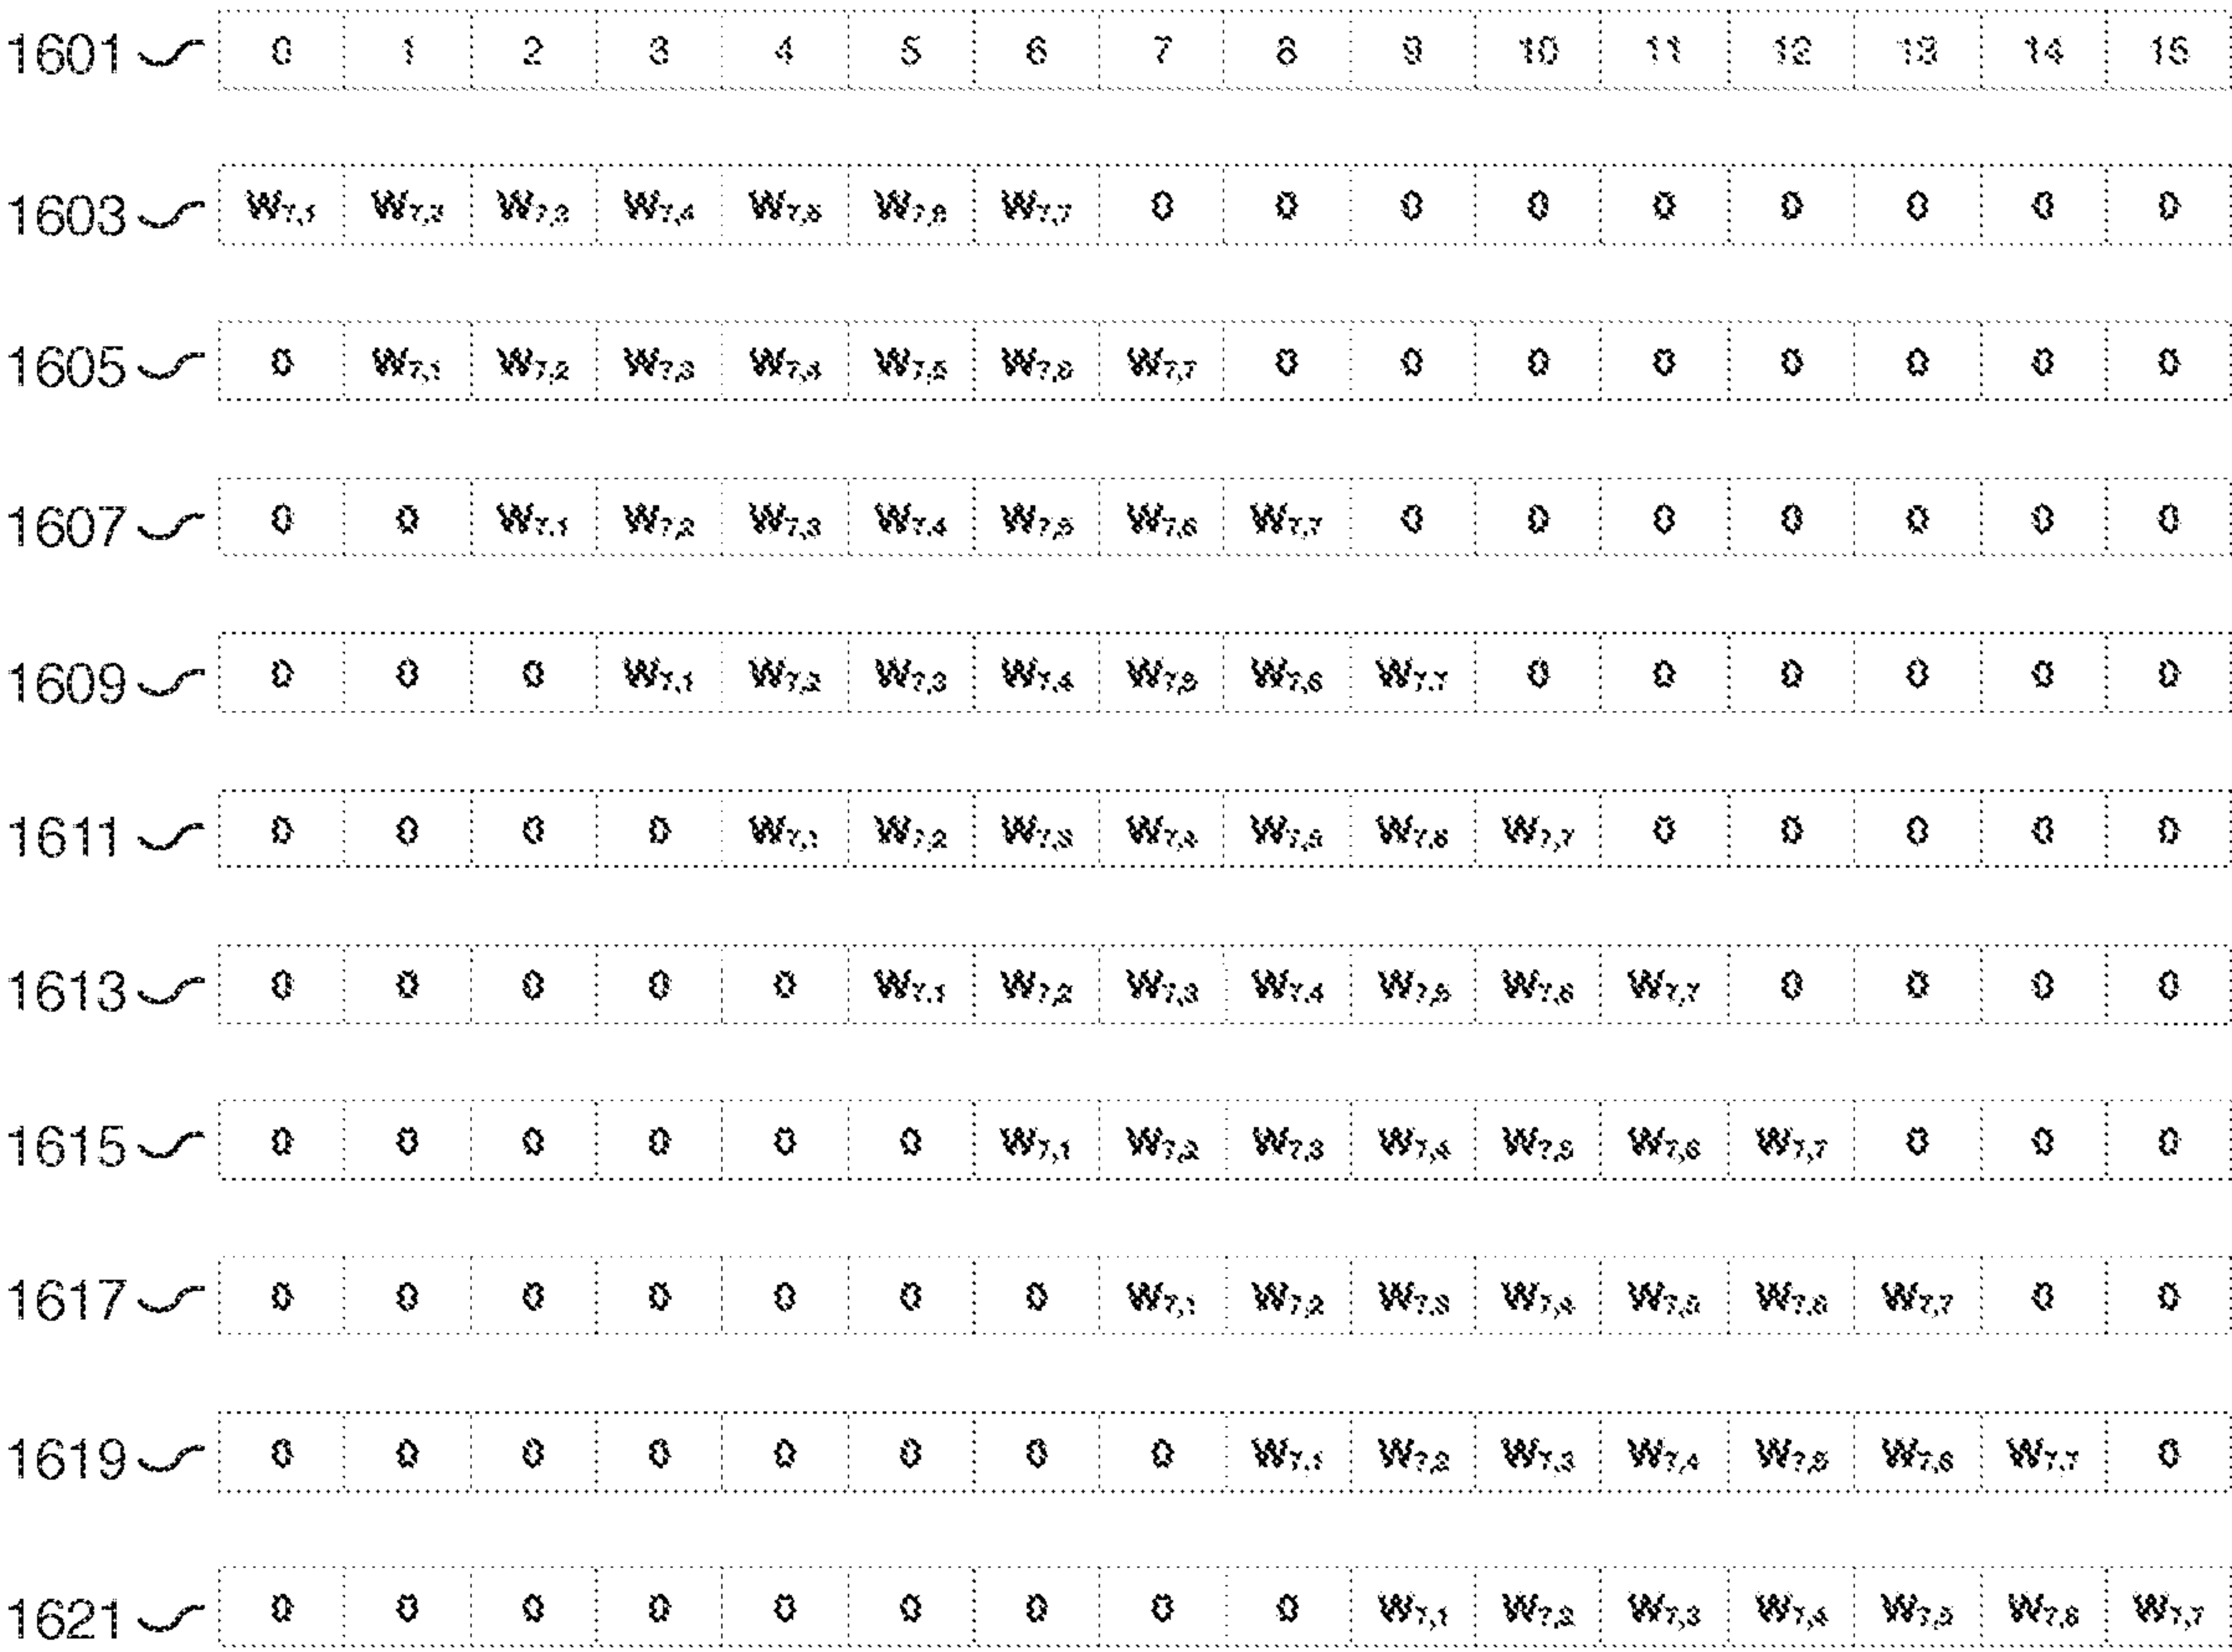 1601 0 1 2 3 4 5 6 7 8 9 10 11 12 13 14 15
1603 W7,1 W7,2 W7,3 W7,4 W7,5 W7,6 W7,7 0 0 0 0 0 0 0 0 0
1605 0 W7,1 W7,2 W7,3 W7,4 W7,5 W7,6 W7,7 0 0 0 0 0 0 0 0
1607 0 0 W7,1 W7,2 W7,3 W7,4 W7,5 W7,6 W7,7 0 0 0 0 0 0 0
1609 0 0 0 W7,1 W7,2 W7,3 W7,4 W7,5 W7,6 W7,7 0 0 0 0 0 0
1611 0 0 0 0 W7,1 W7,2 W7,3 W7,4 W7,5 W7,6 W7,7 0 0 0 0 0
1613 0 0 0 0 0 W7,1 W7,2 W7,3 W7,4 W7,5 W7,6 W7,7 0 0 0 0
1615 0 0 0 0 0 0 W7,1 W7,2 W7,3 W7,4 W7,5 W7,6 W7,7 0 0 0
1617 0 0 0 0 0 0 0 W7,1 W7,2 W7,3 W7,4 W7,5 W7,6 W7,7 0 0
1619 0 0 0 0 0 0 0 0 W7,1 W7,2 W7,3 W7,4 W7,5 W7,6 W7,7 0
1621 0 0 0 0 0 0 0 0 0 W7,1 W7,2 W7,3 W7,4 W7,5 W7,6 W7,7